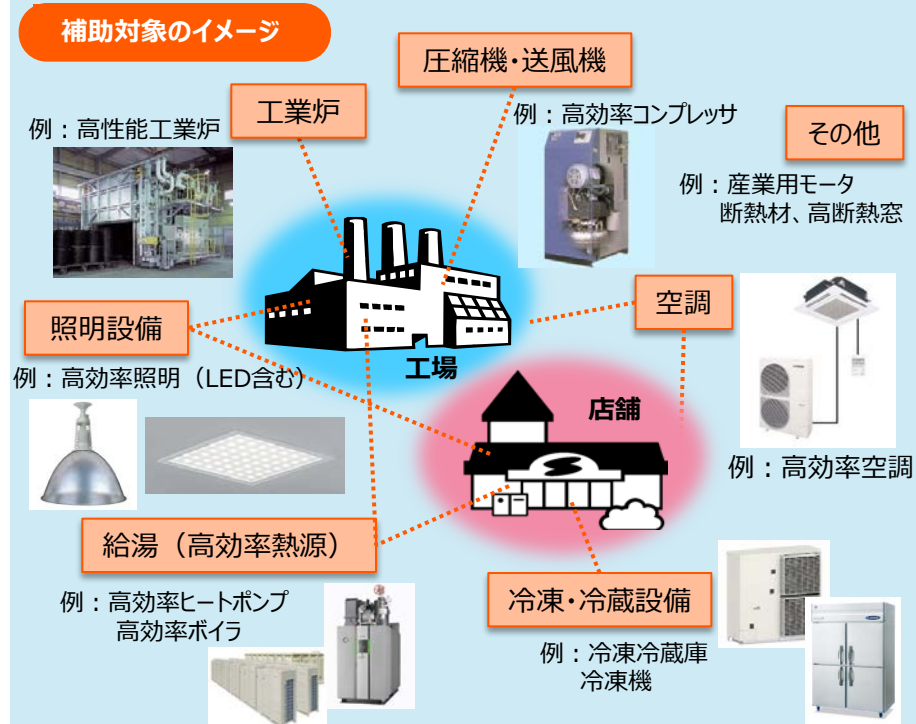 補助対象のイメージ
圧縮機・送風機
例：高効率コンプレッサ
工業炉
例：高性能工業炉
その他
例：産業用モータ
断熱材、高断熱窓
空調
例：高効率空調
照明設備
例：高効率照明（LED含む）
工場
店舗
給湯（高効率熱源）
例：高効率ヒートポンプ
高効率ボイラ
冷凍・冷蔵設備
例：冷凍冷蔵庫
冷凍機